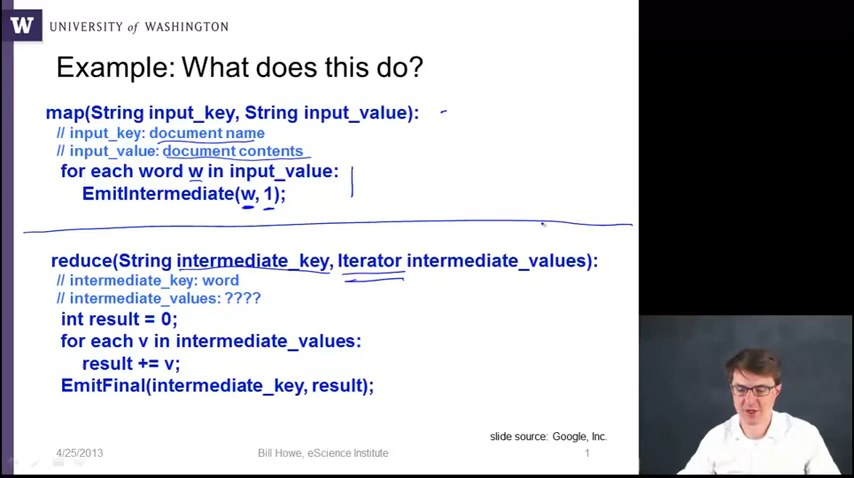 W UNIVERSITY of WASHINGTON
Example: What does this do?
map(String input_key, String input_value):
// input_key: document name
// input_value: document contents
for each word w in input_value:
EmitIntermediate(w, 1);
reduce(String intermediate_key, Iterator intermediate_values):
// intermediate_key: word
// intermediate_values: ????
int result = 0;
for each v in intermediate_values:
result += v;
EmitFinal(intermediate_key, result);
slide source: Google, Inc.
4/25/2013 Bill Howe, eScience Institute 1